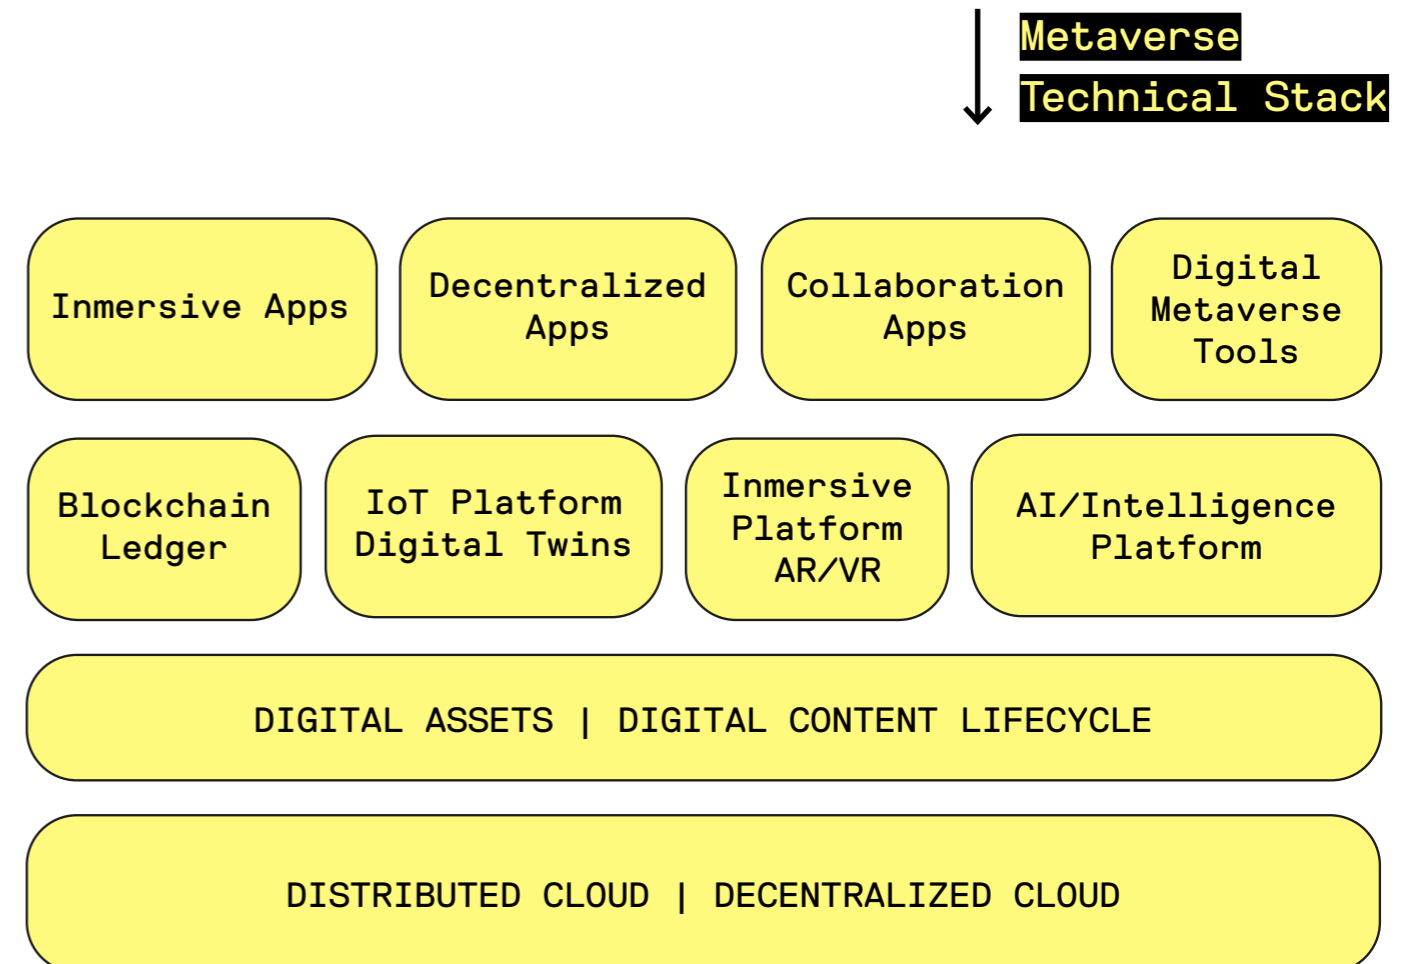 Metaverse
Technical Stack
Inmersive Apps
Decentralized
Apps
Collaboration
Apps
Digital
Metaverse
Tools
Blockchain
Ledger
IoT Platform
Digital Twins
Inmersive
Platform
AR/VR
AI/Intelligence
Platform
DIGITAL ASSETS | DIGITAL CONTENT LIFECYCLE
DISTRIBUTED CLOUD | DECENTRALIZED CLOUD